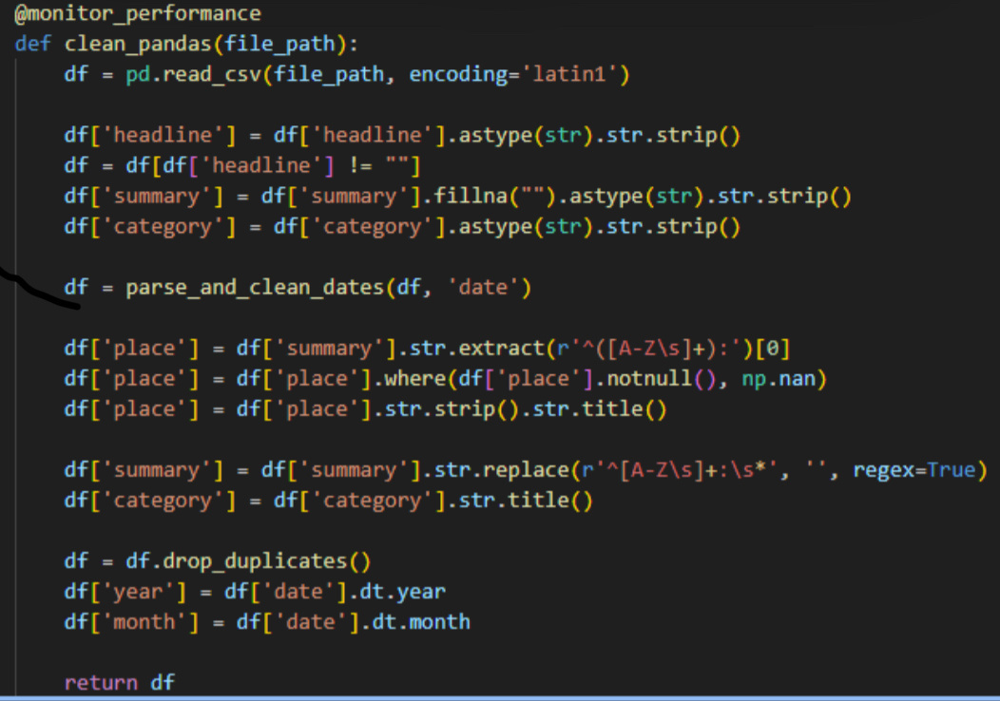 @monitor_performance
def clean_pandas(file_path):
    df = pd.read_csv(file_path, encoding='latin1')

    df['headline'] = df['headline'].astype(str).str.strip()
    df = df[df['headline'] != ""]
    df['summary'] = df['summary'].fillna("").astype(str).str.strip()
    df['category'] = df['category'].astype(str).str.strip()

    df = parse_and_clean_dates(df, 'date')

    df['place'] = df['summary'].str.extract(r'^([A-Z\s]+):')[0]
    df['place'] = df['place'].where(df['place'].notnull(), np.nan)
    df['place'] = df['place'].str.strip().str.title()

    df['summary'] = df['summary'].str.replace(r'^[A-Z\s]+:\s*', '', regex=True)
    df['category'] = df['category'].str.title()

    df = df.drop_duplicates()
    df['year'] = df['date'].dt.year
    df['month'] = df['date'].dt.month

    return df